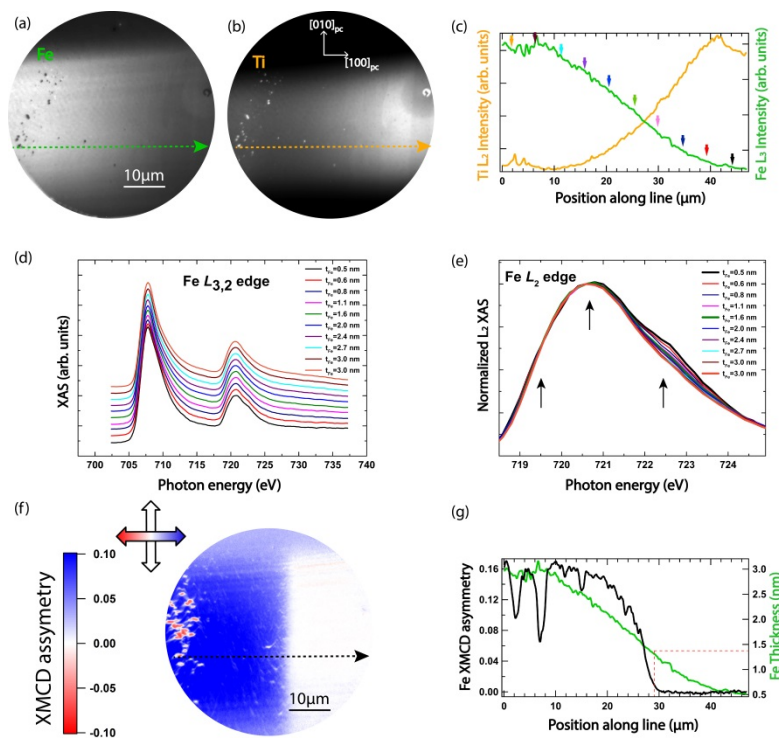 (a)
Fe
10μm
(b)
[010]pc
[100]pc
Ti
(c)
Ti L₂ Intensity (arb. units)
Fe L₃ Intensity (arb. units)
0 10 20 30 40
Position along line (μm)
(d)
Fe L3,2 edge
XAS (arb. units)
tFe=0.5 nm
tFe=0.6 nm
tFe=0.8 nm
tFe=1.1 nm
tFe=1.6 nm
tFe=2.0 nm
tFe=2.4 nm
tFe=2.7 nm
tFe=3.0 nm
tFe=3.0 nm
700 705 710 715 720 725 730 735 740
Photon energy (eV)
(e)
Fe L2 edge
Normalized L₂ XAS
tFe=0.5 nm
tFe=0.6 nm
tFe=0.8 nm
tFe=1.1 nm
tFe=1.6 nm
tFe=2.0 nm
tFe=2.4 nm
tFe=2.7 nm
tFe=3.0 nm
tFe=3.0 nm
719 720 721 722 723 724
Photon energy (eV)
(f)
XMCD assymetry
0.10
0.05
0.00
-0.05
-0.10
10μm
(g)
Fe XMCD asymmetry
0.16
0.12
0.08
0.04
0.00
Fe Thickness (nm)
3.0
2.5
2.0
1.5
1.0
0.5
0 10 20 30 40
Position along line (μm)